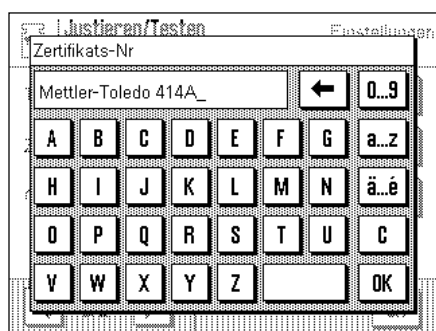 Justieren/Testen Einstellungen
Zertifikats-Nr
Mettler-Toledo 414A_ 0...9
A B C D E F G a...z
H I J K L M N ä...é
O P Q R S T U C
V W X Y Z OK